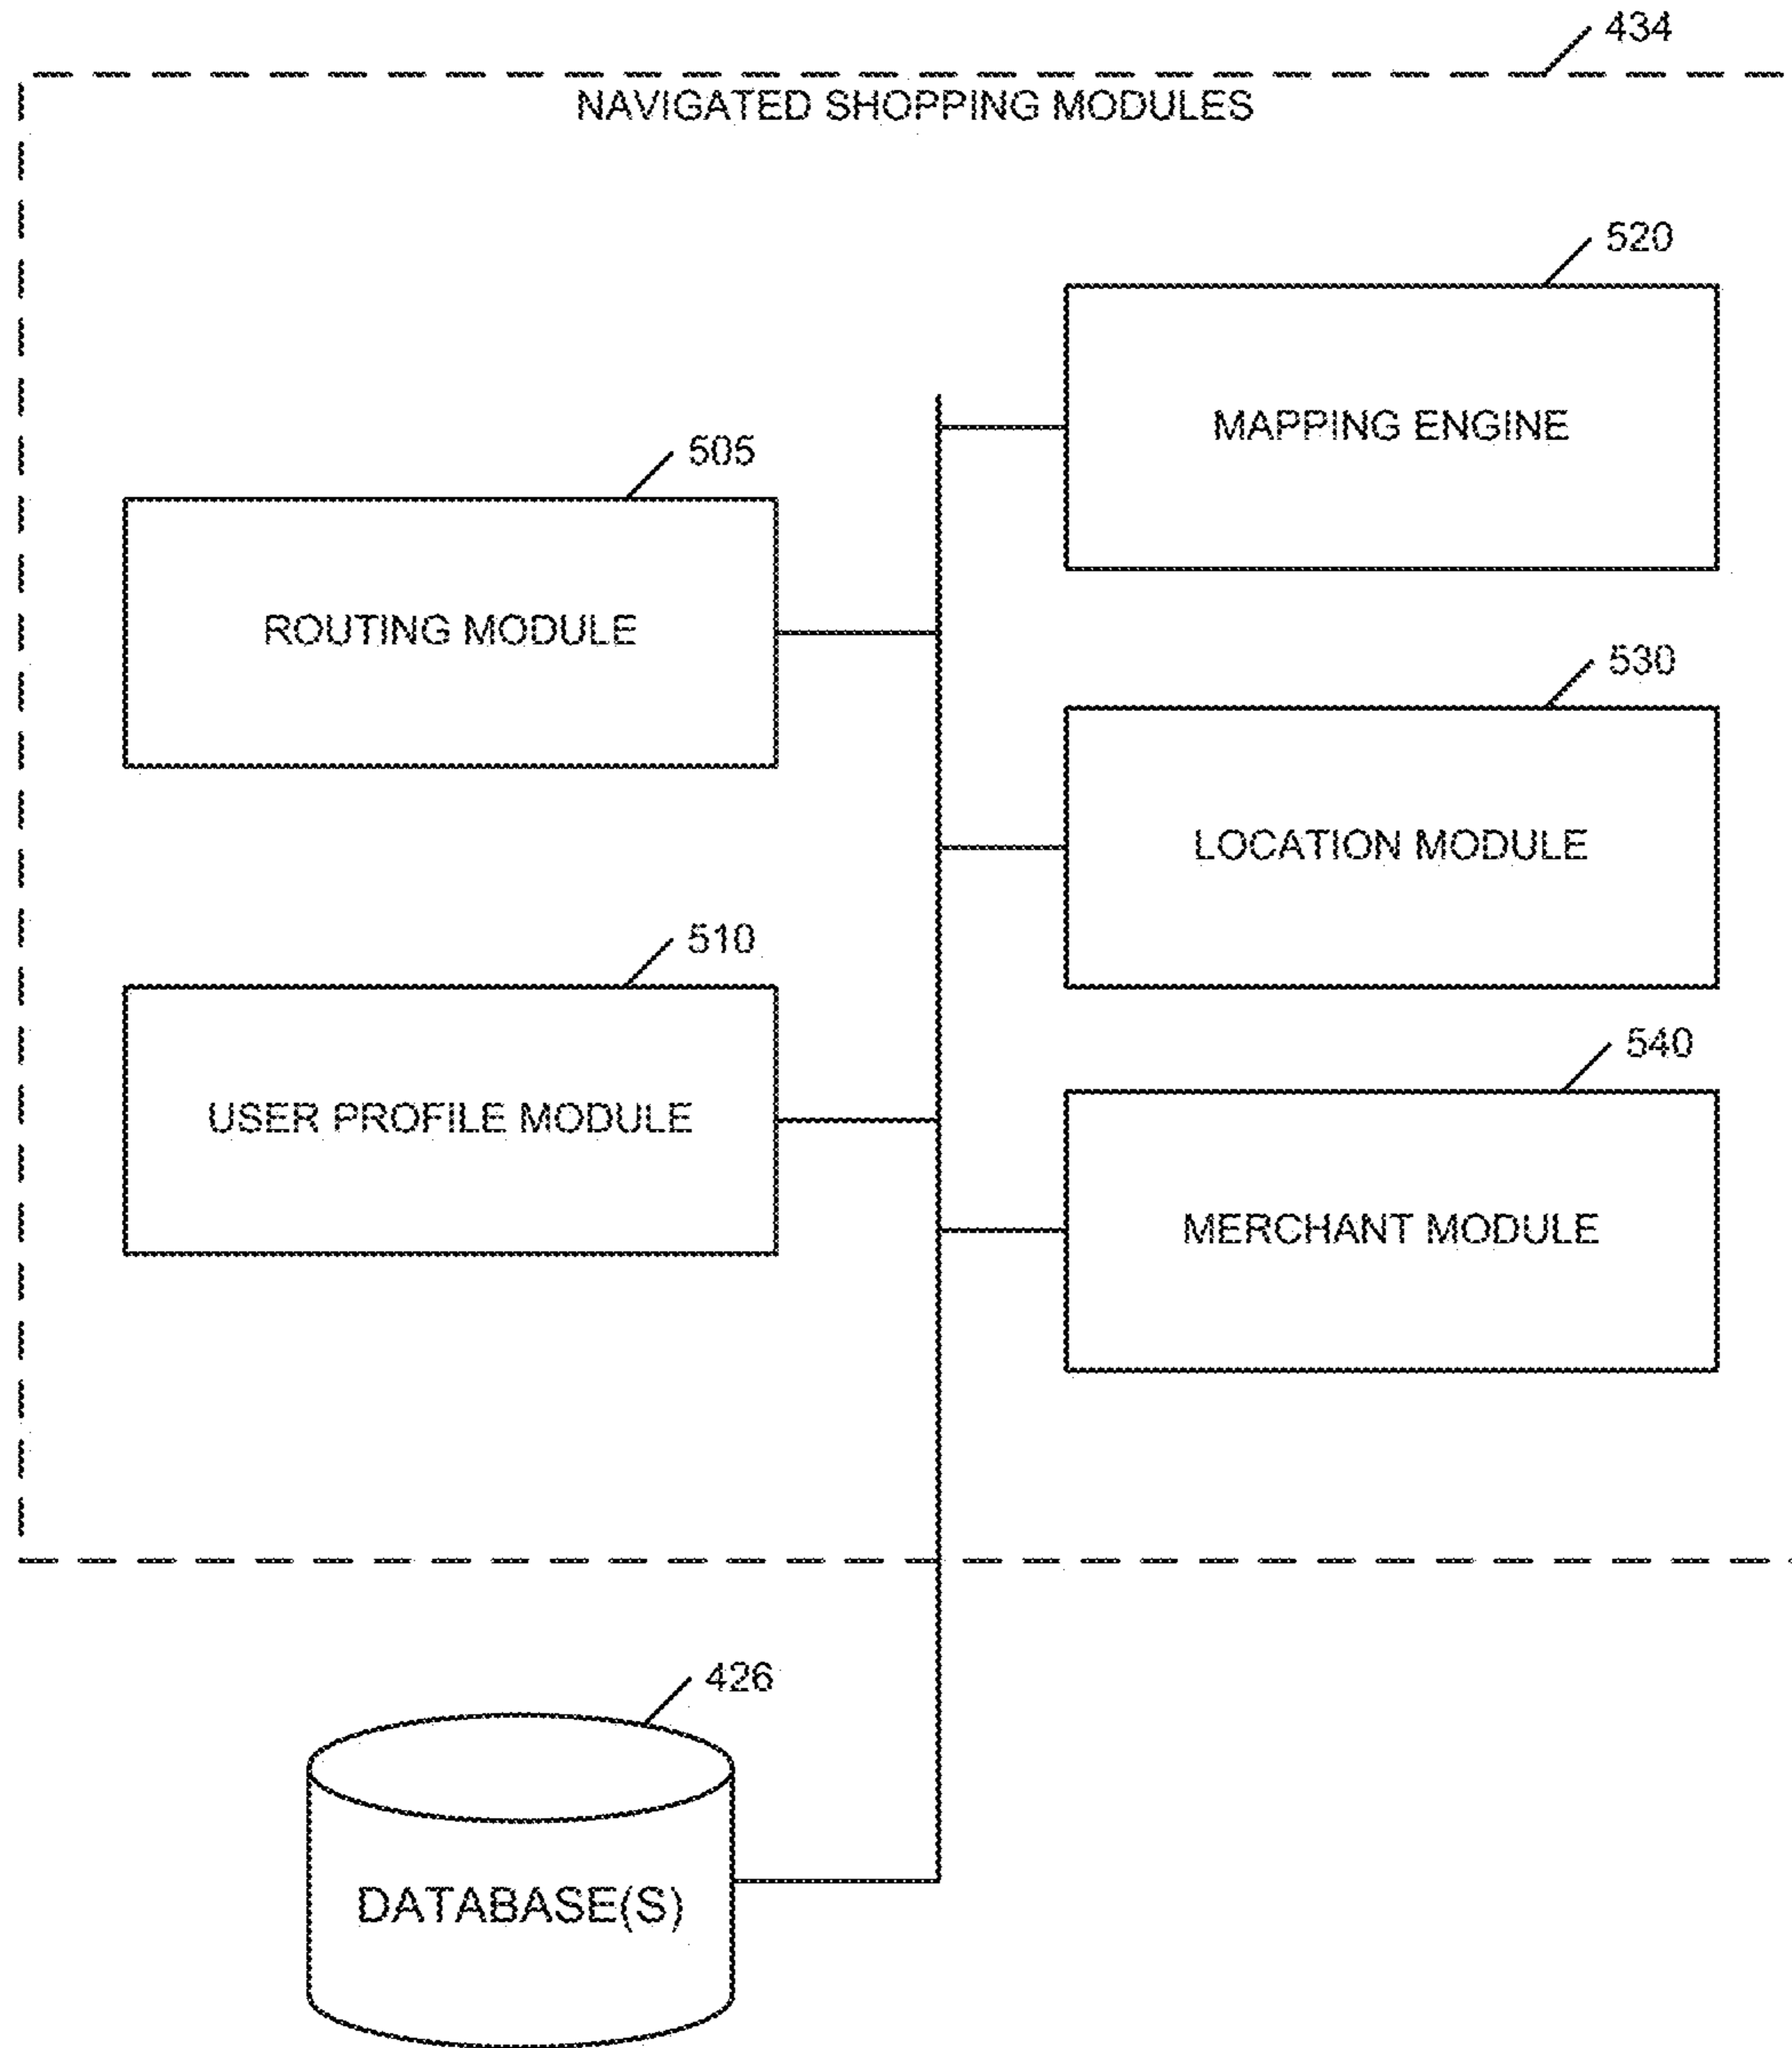 434
NAVIGATED SHOPPING MODULES
520
MAPPING ENGINE
505
ROUTING MODULE
530
LOCATION MODULE
510
USER PROFILE MODULE
540
MERCHANT MODULE
426
DATABASE(S)